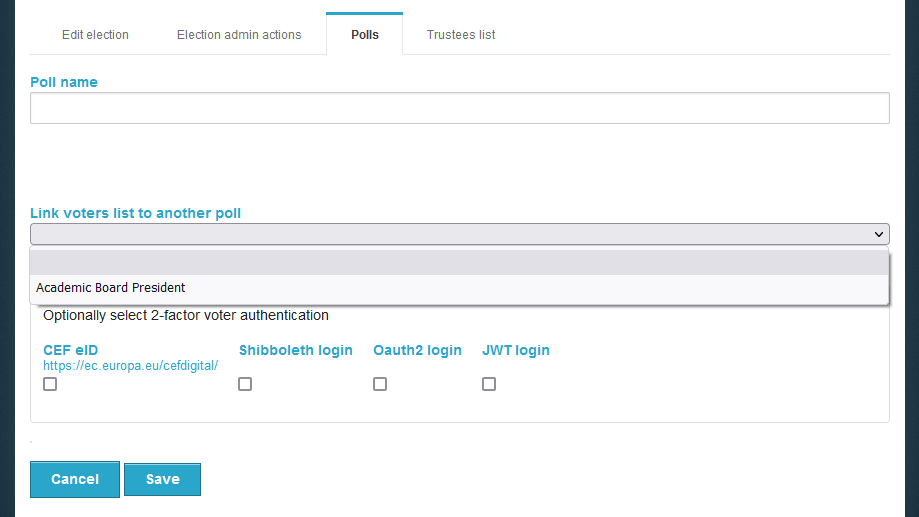 Edit election Election admin actions Polls Trustees list
Poll name
Link voters list to another poll
Academic Board President
Optionally select 2-factor voter authentication
CEF eID Shibboleth login Oauth2 login JWT login
https://ec.europa.eu/cefdigital/
.
Cancel Save